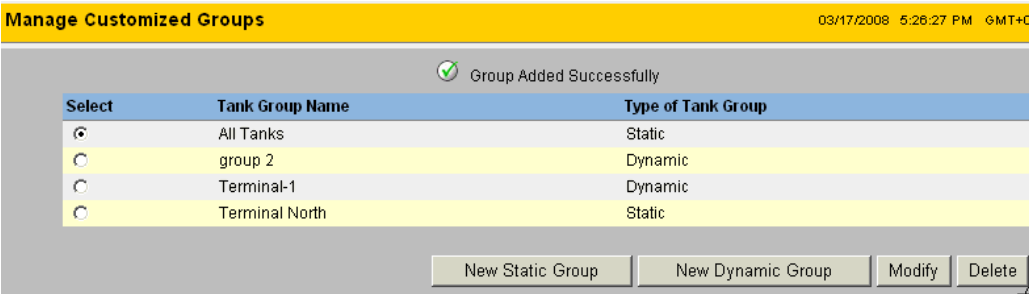 Manage Customized Groups 03/17/2008 5:26:27 PM GMT+0
Group Added Successfully
Select Tank Group Name Type of Tank Group
All Tanks Static
group 2 Dynamic
Terminal-1 Dynamic
Terminal North Static
New Static Group New Dynamic Group Modify Delete